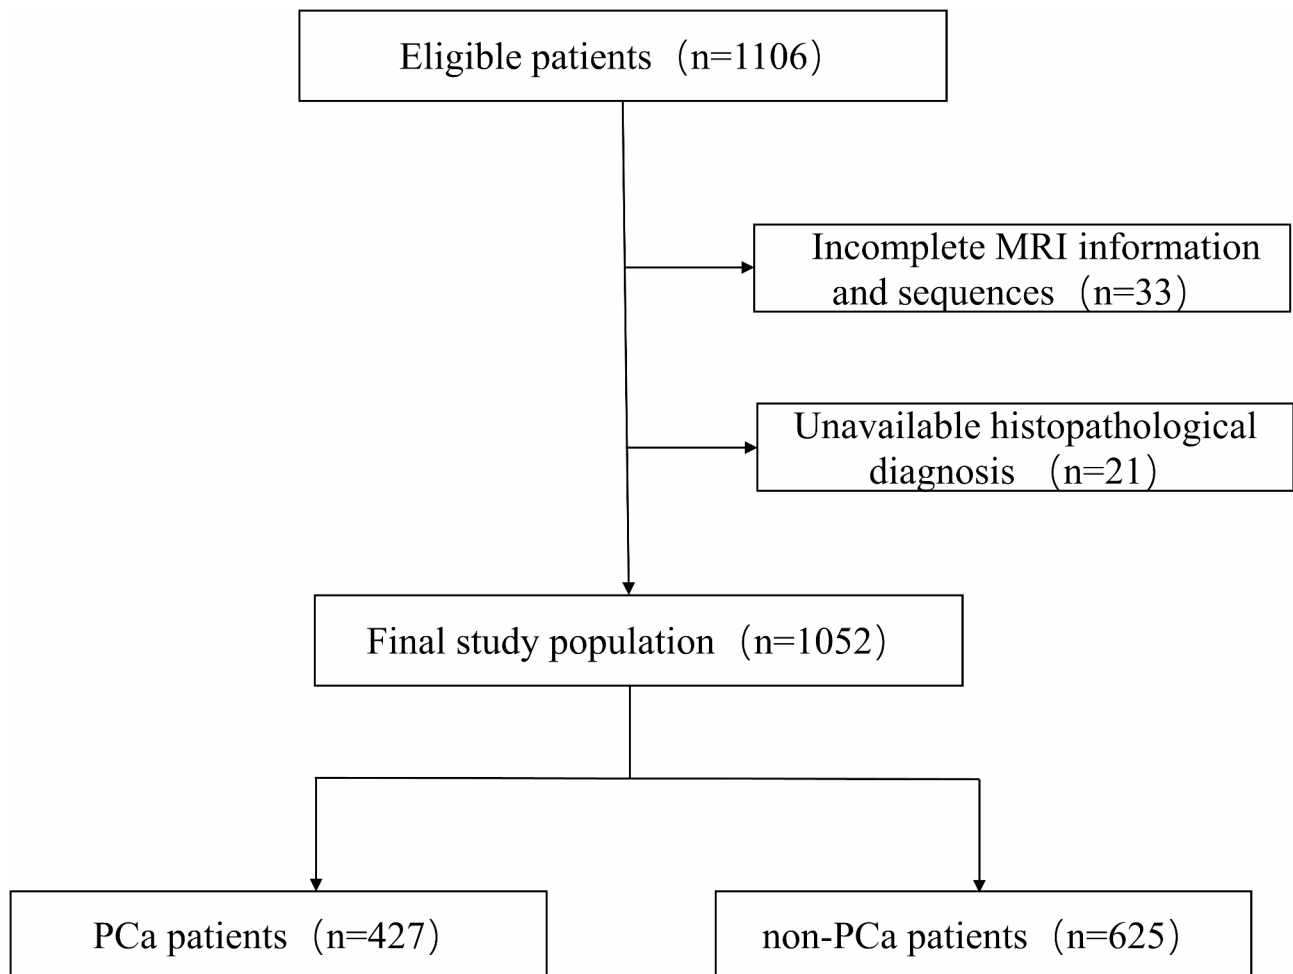 Eligible patients（n=1106）
Incomplete MRI information
and sequences（n=33）
Unavailable histopathological
diagnosis （n=21）
Final study population（n=1052）
PCa patients（n=427）
non-PCa patients（n=625）